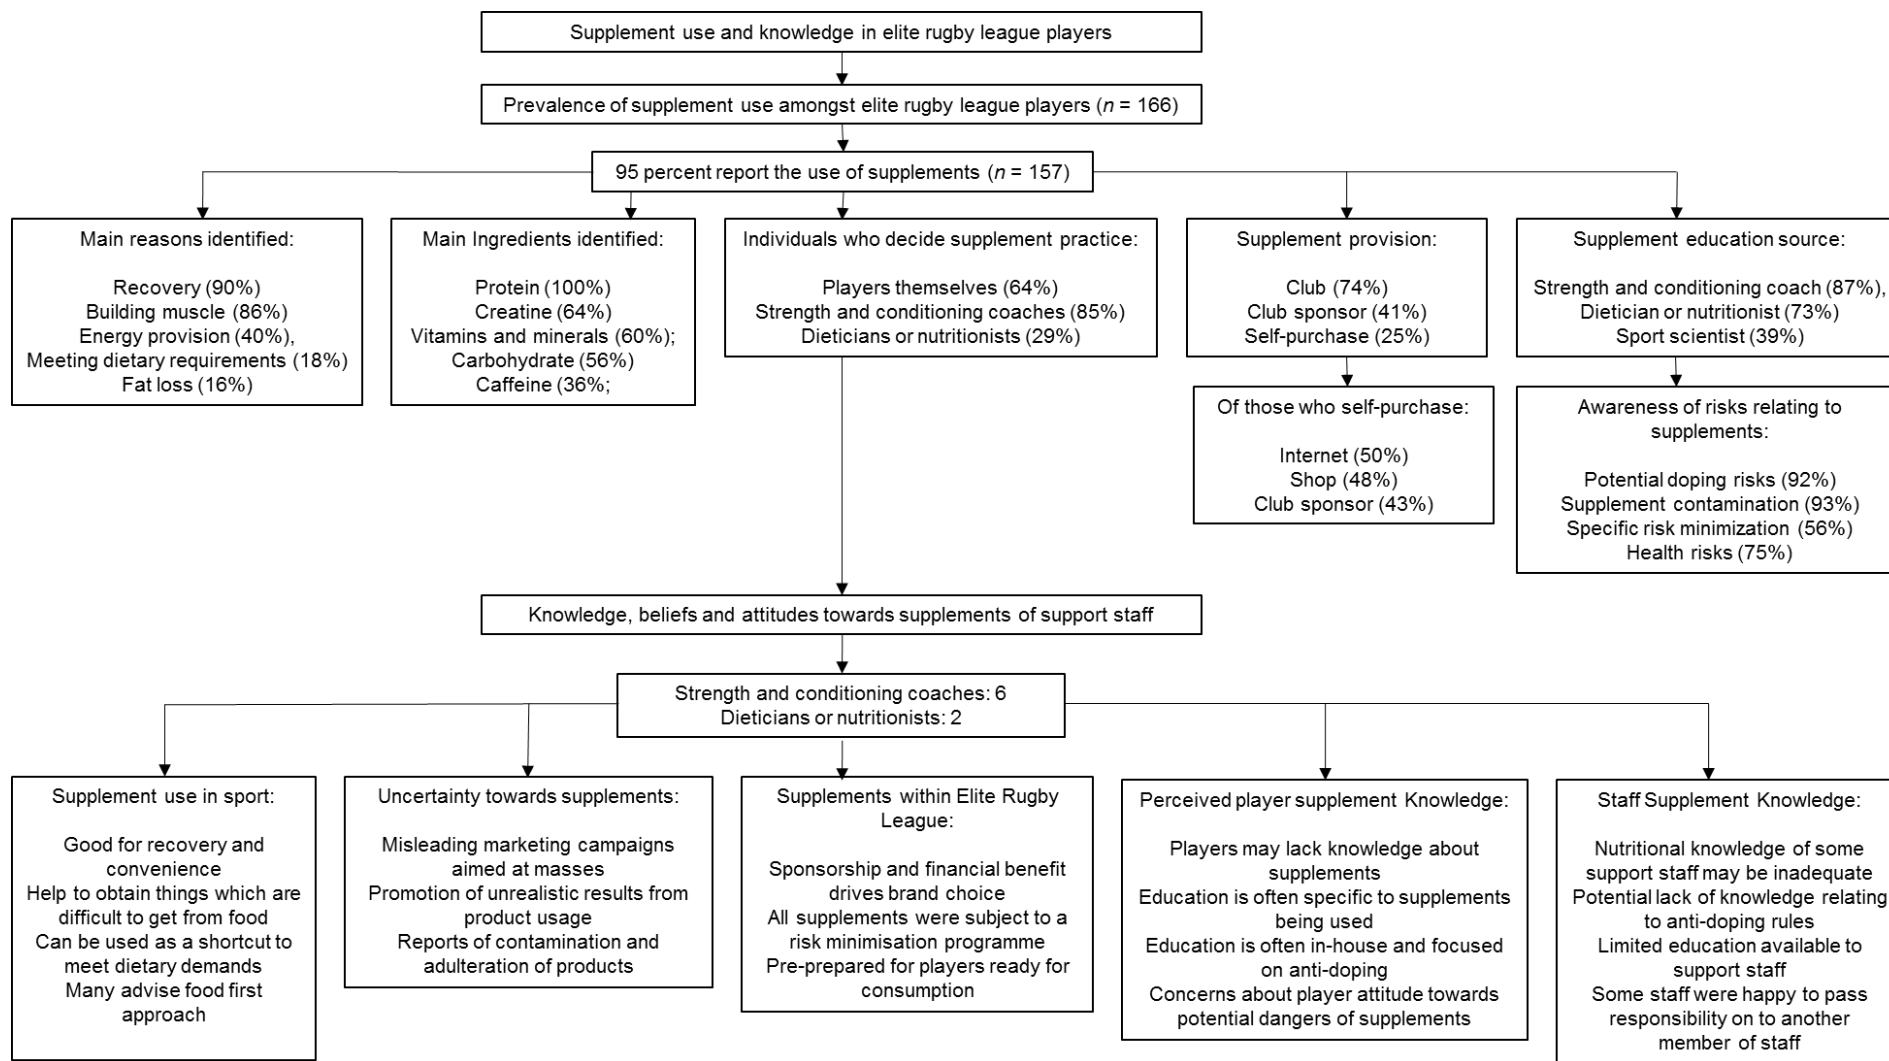 Supplement use and knowledge in elite rugby league players
Prevalence of supplement use amongst elite rugby league players (n = 166)
95 percent report the use of supplements (n = 157)
Main reasons identified:
Recovery (90%)
Building muscle (86%)
Energy provision (40%),
Meeting dietary requirements (18%)
Fat loss (16%)
Main Ingredients identified:
Protein (100%)
Creatine (64%)
Vitamins and minerals (60%);
Carbohydrate (56%)
Caffeine (36%;
Individuals who decide supplement practice:
Players themselves (64%)
Strength and conditioning coaches (85%)
Dieticians or nutritionists (29%)
Supplement provision:
Club (74%)
Club sponsor (41%)
Self-purchase (25%)
Supplement education source:
Strength and conditioning coach (87%),
Dietician or nutritionist (73%)
Sport scientist (39%)
Of those who self-purchase:
Internet (50%)
Shop (48%)
Club sponsor (43%)
Awareness of risks relating to
supplements:
Potential doping risks (92%)
Supplement contamination (93%)
Specific risk minimization (56%)
Health risks (75%)
Knowledge, beliefs and attitudes towards supplements of support staff
Strength and conditioning coaches: 6
Dieticians or nutritionists: 2
Supplement use in sport:
Good for recovery and
convenience
Help to obtain things which are
difficult to get from food
Can be used as a shortcut to
meet dietary demands
Many advise food first
approach
Uncertainty towards supplements:
Misleading marketing campaigns
aimed at masses
Promotion of unrealistic results from
product usage
Reports of contamination and
adulteration of products
Supplements within Elite Rugby
League:
Sponsorship and financial benefit
drives brand choice
All supplements were subject to a
risk minimisation programme
Pre-prepared for players ready for
consumption
Perceived player supplement Knowledge:
Players may lack knowledge about
supplements
Education is often specific to supplements
being used
Education is often in-house and focused
on anti-doping
Concerns about player attitude towards
potential dangers of supplements
Staff Supplement Knowledge:
Nutritional knowledge of some
support staff may be inadequate
Potential lack of knowledge relating
to anti-doping rules
Limited education available to
support staff
Some staff were happy to pass
responsibility on to another
member of staff